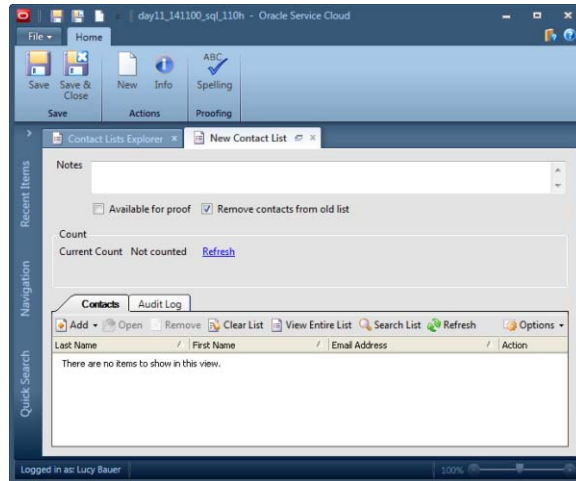 day11_141100_sql_110h - Oracle Service Cloud
File Home
Save Save & Close New Info ABC Spelling
Save Actions Proofing
Contact Lists Explorer × New Contact List ×
Recent Items
Navigation
Quick Search
Notes
Available for proof Remove contacts from old list
Count
Current Count Not counted Refresh
Contacts Audit Log
Add Open Remove Clear List View Entire List Search List Refresh Options
Last Name First Name Email Address Action
There are no items to show in this view.
Logged in as: Lucy Bauer 100%